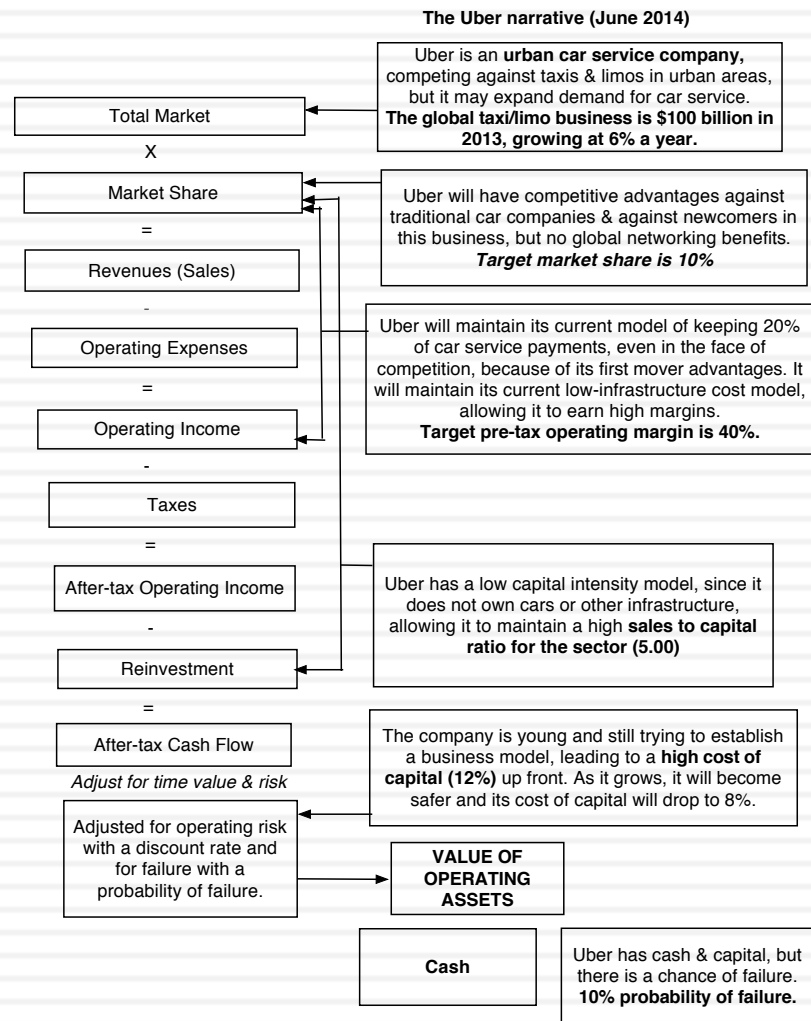 The Uber narrative (June 2014)
Uber is an urban car service company,
competing against taxis & limos in urban areas,
but it may expand demand for car service.
The global taxi/limo business is $100 billion in
2013, growing at 6% a year.
Total Market
X
Market Share
Uber will have competitive advantages against
traditional car companies & against newcomers in
this business, but no global networking benefits.
Target market share is 10%
=
Revenues (Sales)
-
Operating Expenses
Uber will maintain its current model of keeping 20%
of car service payments, even in the face of
competition, because of its first mover advantages. It
will maintain its current low-infrastructure cost model,
allowing it to earn high margins.
Target pre-tax operating margin is 40%.
=
Operating Income
-
Taxes
=
After-tax Operating Income
Uber has a low capital intensity model, since it
does not own cars or other infrastructure,
allowing it to maintain a high sales to capital
ratio for the sector (5.00)
-
Reinvestment
=
After-tax Cash Flow
The company is young and still trying to establish
a business model, leading to a high cost of
capital (12%) up front. As it grows, it will become
safer and its cost of capital will drop to 8%.
Adjust for time value & risk
Adjusted for operating risk
with a discount rate and
for failure with a
probability of failure.
VALUE OF
OPERATING
ASSETS
Cash
Uber has cash & capital, but
there is a chance of failure.
10% probability of failure.